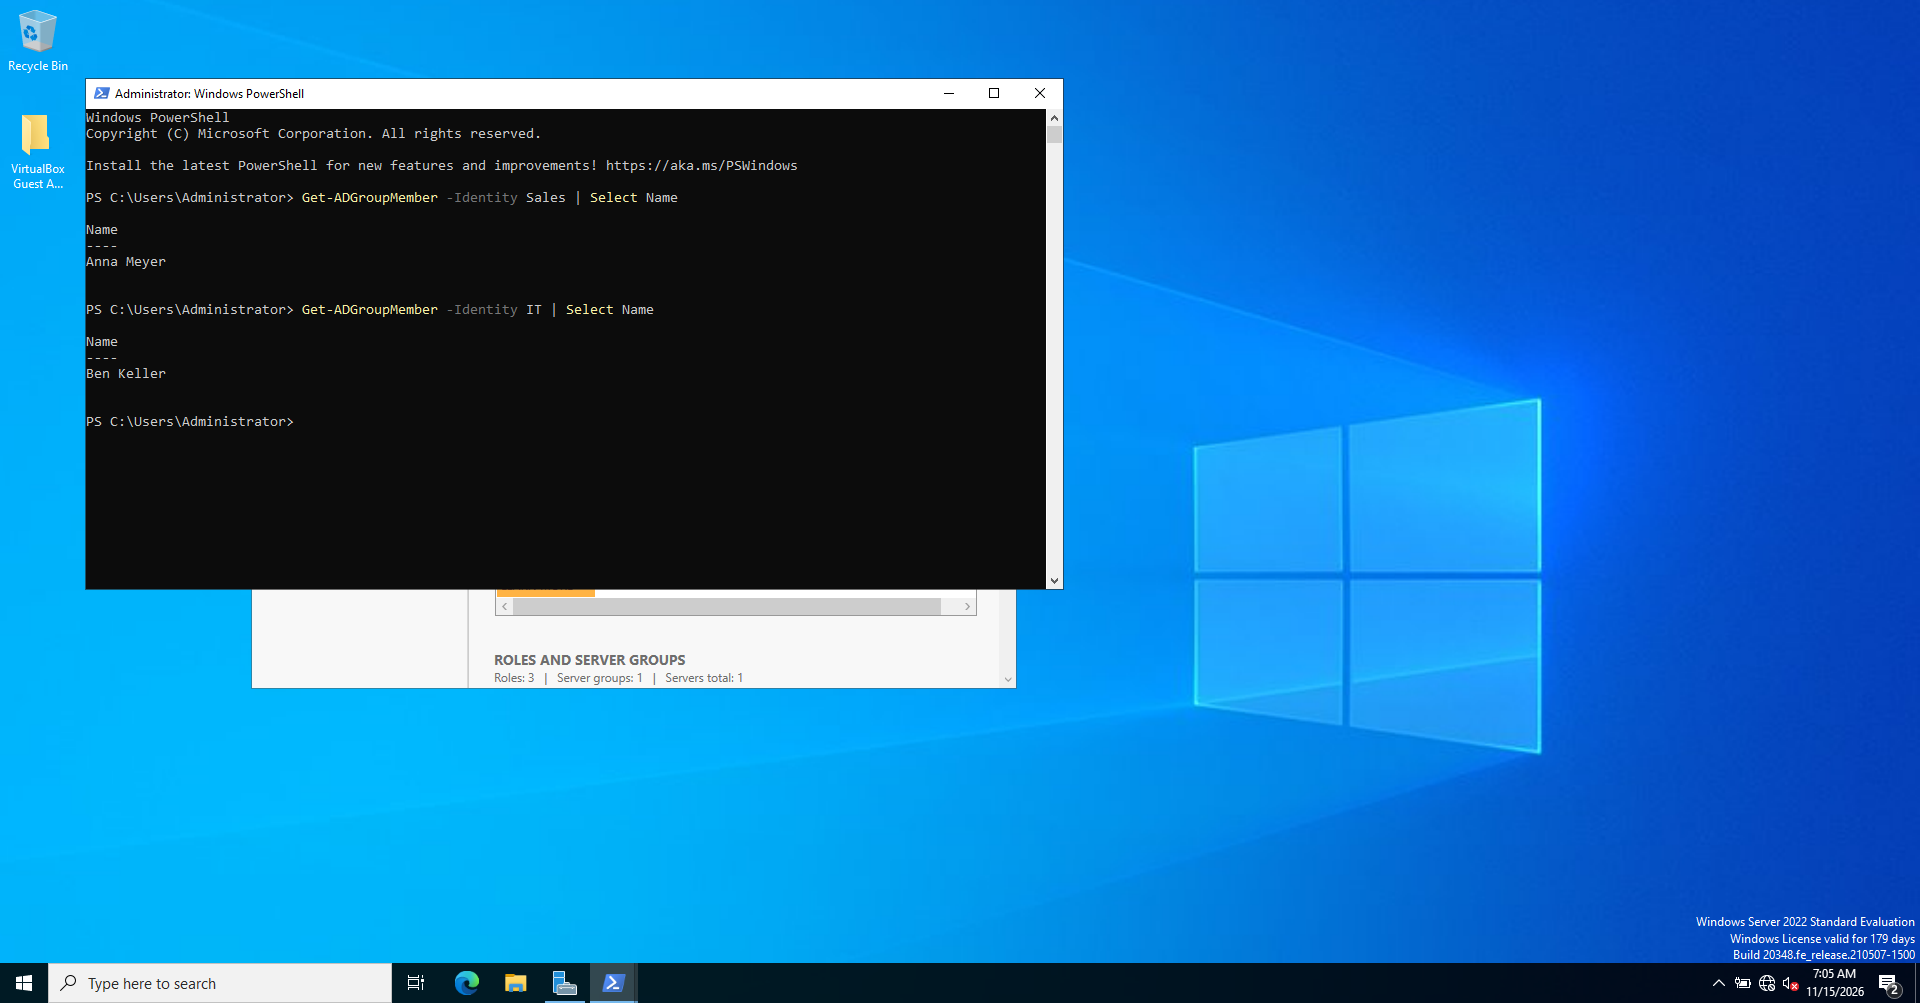 Recycle Bin
VirtualBox
Guest A...
Administrator: Windows PowerShell
Windows PowerShell
Copyright (C) Microsoft Corporation. All rights reserved.
Install the latest PowerShell for new features and improvements! https://aka.ms/PSWindows
PS C:\Users\Administrator> Get-ADGroupMember -Identity Sales | Select Name
Name
----
Anna Meyer
PS C:\Users\Administrator> Get-ADGroupMember -Identity IT | Select Name
Name
----
Ben Keller
PS C:\Users\Administrator>
ROLES AND SERVER GROUPS
Roles: 3 | Server groups: 1 | Servers total: 1
Windows Server 2022 Standard Evaluation
Windows License valid for 179 days
Build 20348.fe_release.210507-1500
Type here to search
7:05 AM
11/15/2026
2